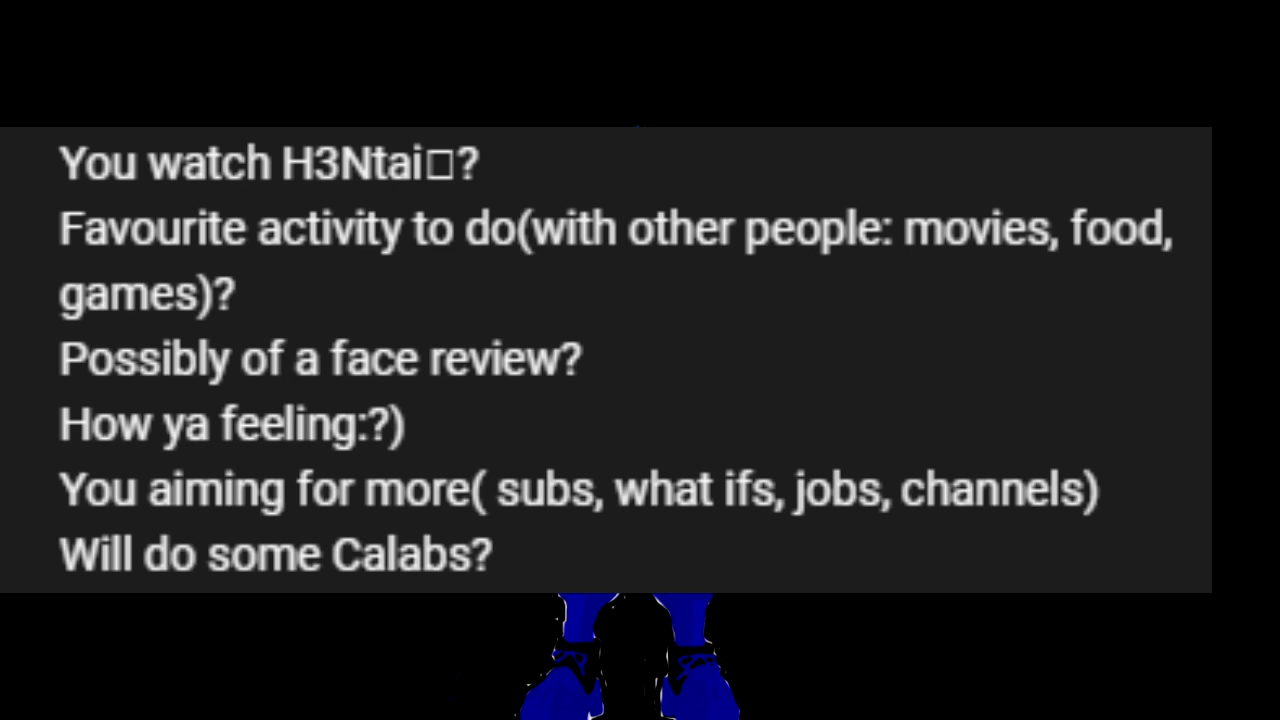 You watch H3Ntai□?
Favourite activity to do(with other people: movies, food,
games)?
Possibly of a face review?
How ya feeling:?)
You aiming for more( subs, what ifs, jobs, channels)
Will do some Calabs?